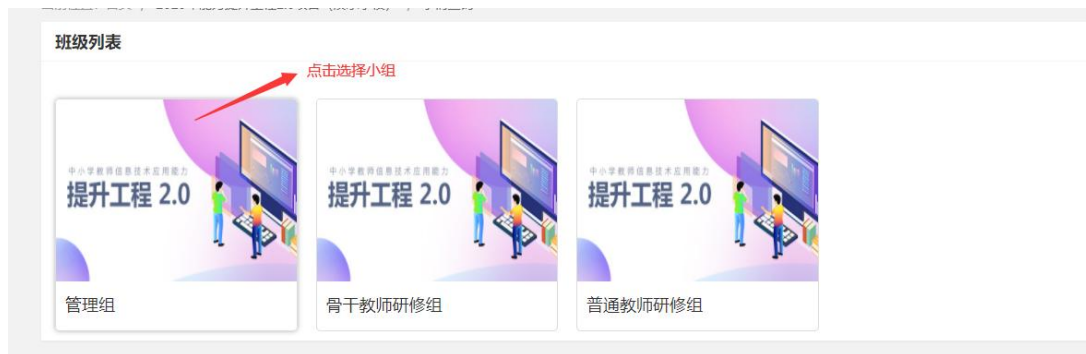 班级列表
点击选择小组
中小学教师信息技术应用能力
提升工程 2.0
中小学教师信息技术应用能力
提升工程 2.0
中小学教师信息技术应用能力
提升工程 2.0
管理组
骨干教师研修组
普通教师研修组